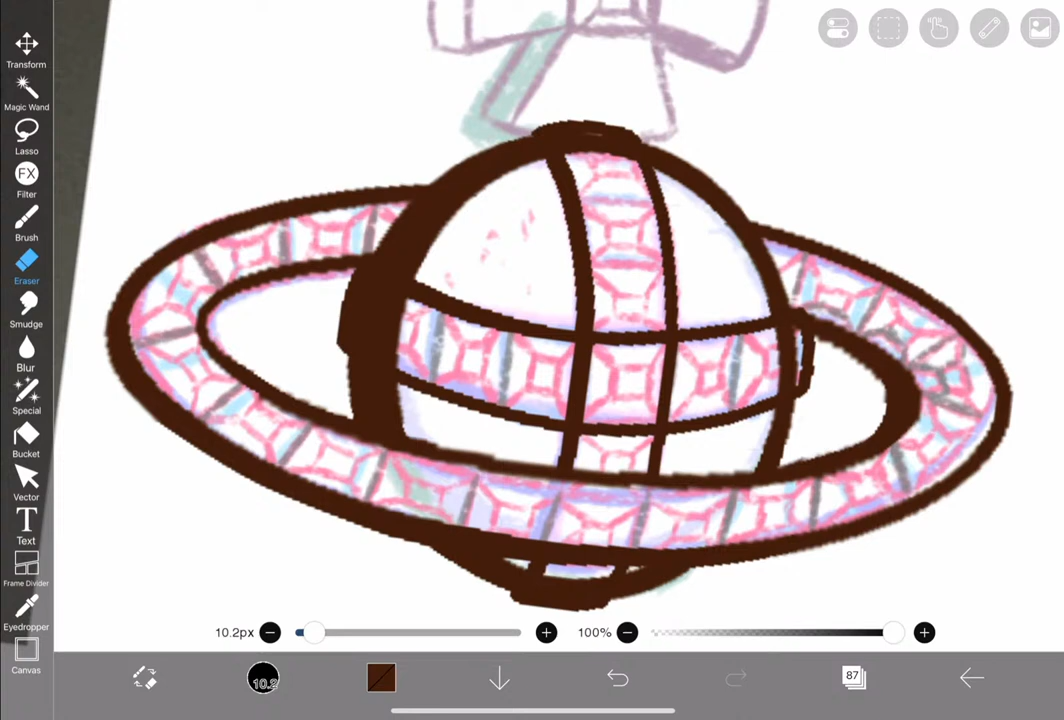 Transform
Magic Wand
Lasso
FX
Filter
Brush
Eraser
Smudge
Blur
Special
Bucket
Vector
T
Text
Frame Divider
Eyedropper
Canvas
10.2px
100%
10.2
87